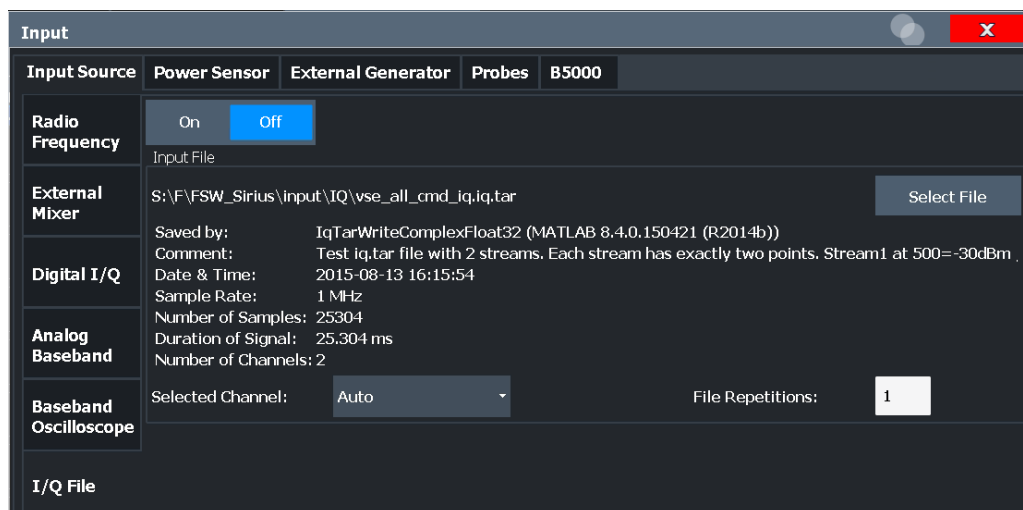 Input
X
Input Source Power Sensor External Generator Probes B5000
Radio Frequency
On Off
Input File
External Mixer
S:\F\FSW_Sirius\input\IQ\vse_all_cmd_iq.iq.tar
Select File
Saved by: IqTarWriteComplexFloat32 (MATLAB 8.4.0.150421 (R2014b))
Comment: Test iq.tar file with 2 streams. Each stream has exactly two points. Stream1 at 500=-30dBm
Digital I/Q
Date & Time: 2015-08-13 16:15:54
Sample Rate: 1 MHz
Number of Samples: 25304
Analog Baseband
Duration of Signal: 25.304 ms
Number of Channels: 2
Baseband Oscilloscope
Selected Channel: Auto
File Repetitions: 1
I/Q File